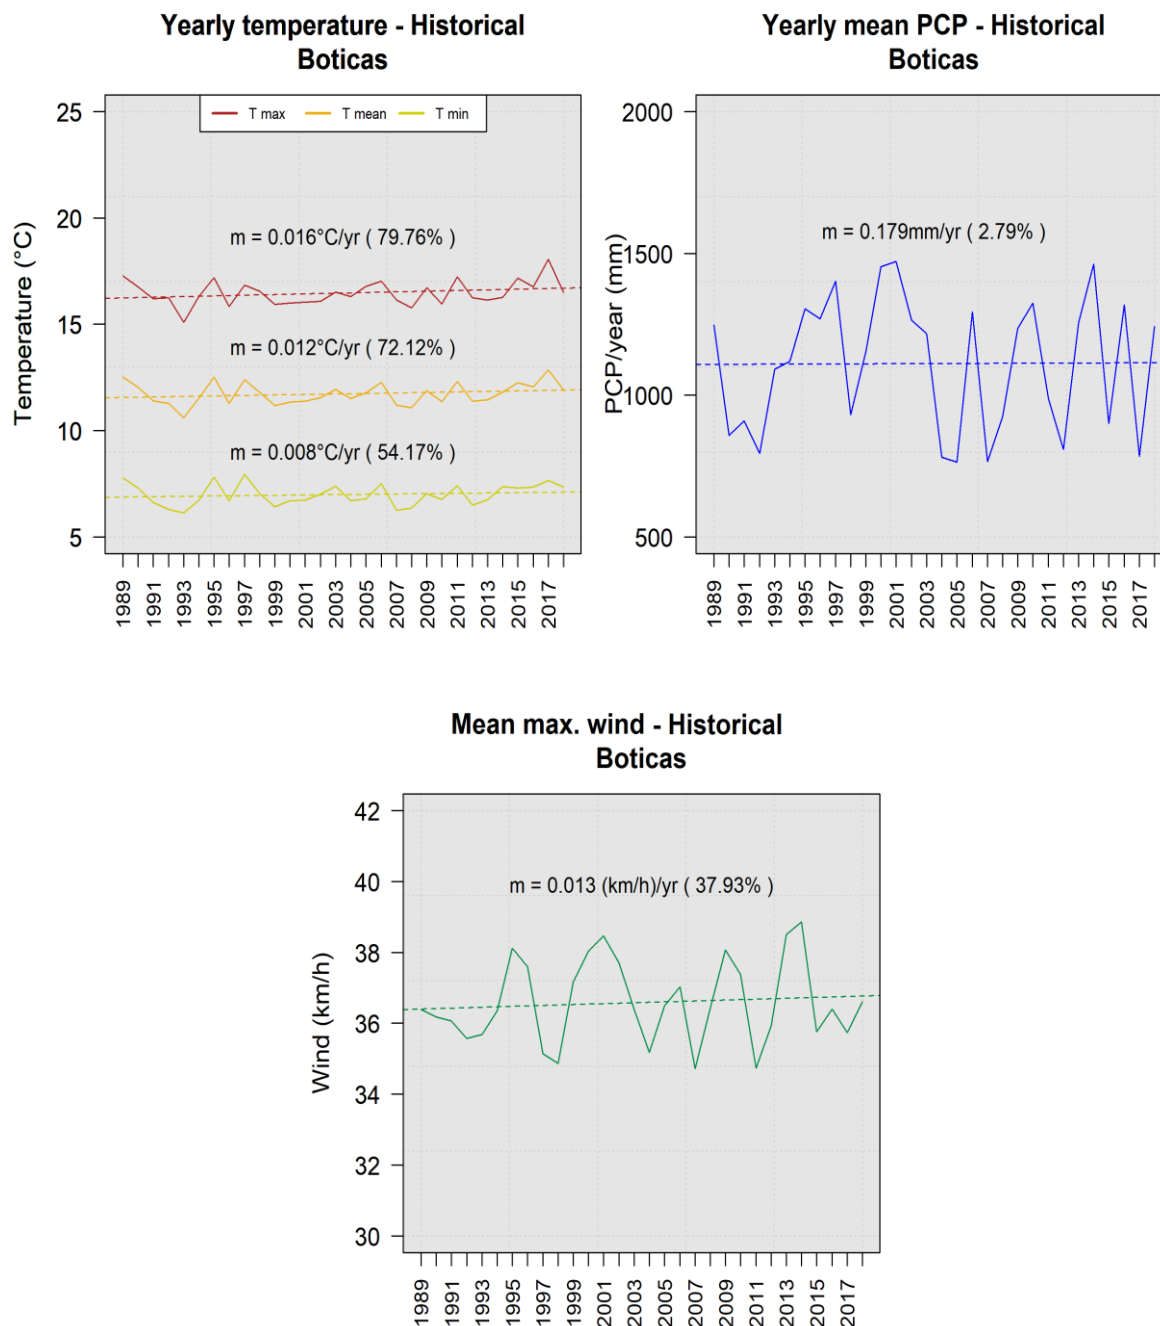 Yearly temperature - Historical
Boticas
T max T mean T min
25
20
15
10
5
Temperature (°C)
m = 0.016°C/yr ( 79.76% )
m = 0.012°C/yr ( 72.12% )
m = 0.008°C/yr ( 54.17% )
1989 1991 1993 1995 1997 1999 2001 2003 2005 2007 2009 2011 2013 2015 2017
Yearly mean PCP - Historical
Boticas
2000
1500
1000
500
PCP/year (mm)
m = 0.179mm/yr ( 2.79% )
1989 1991 1993 1995 1997 1999 2001 2003 2005 2007 2009 2011 2013 2015 2017
Mean max. wind - Historical
Boticas
42
40
38
36
34
32
30
Wind (km/h)
m = 0.013 (km/h)/yr ( 37.93% )
1989 1991 1993 1995 1997 1999 2001 2003 2005 2007 2009 2011 2013 2015 2017